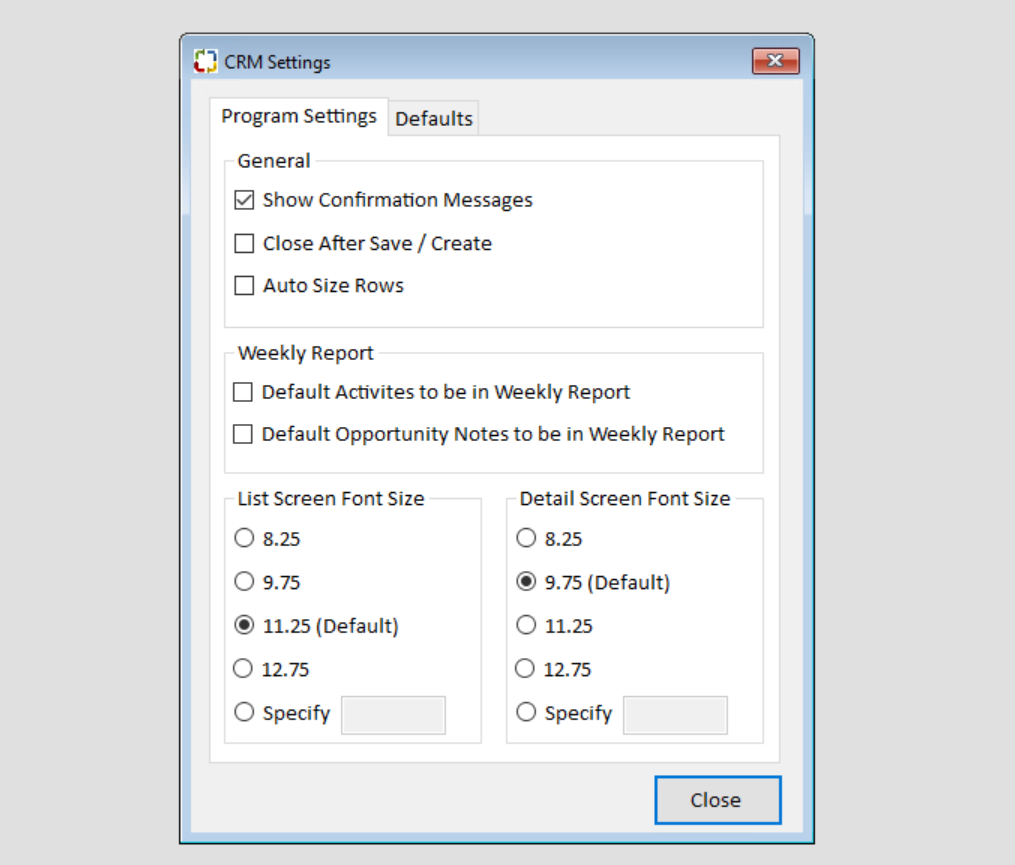 CRM Settings
Program Settings
Defaults
General
Show Confirmation Messages
Close After Save / Create
Auto Size Rows
Weekly Report
Default Activites to be in Weekly Report
Default Opportunity Notes to be in Weekly Report
List Screen Font Size
8.25
9.75
11.25 (Default)
12.75
Specify
Detail Screen Font Size
8.25
9.75 (Default)
11.25
12.75
Specify
Close